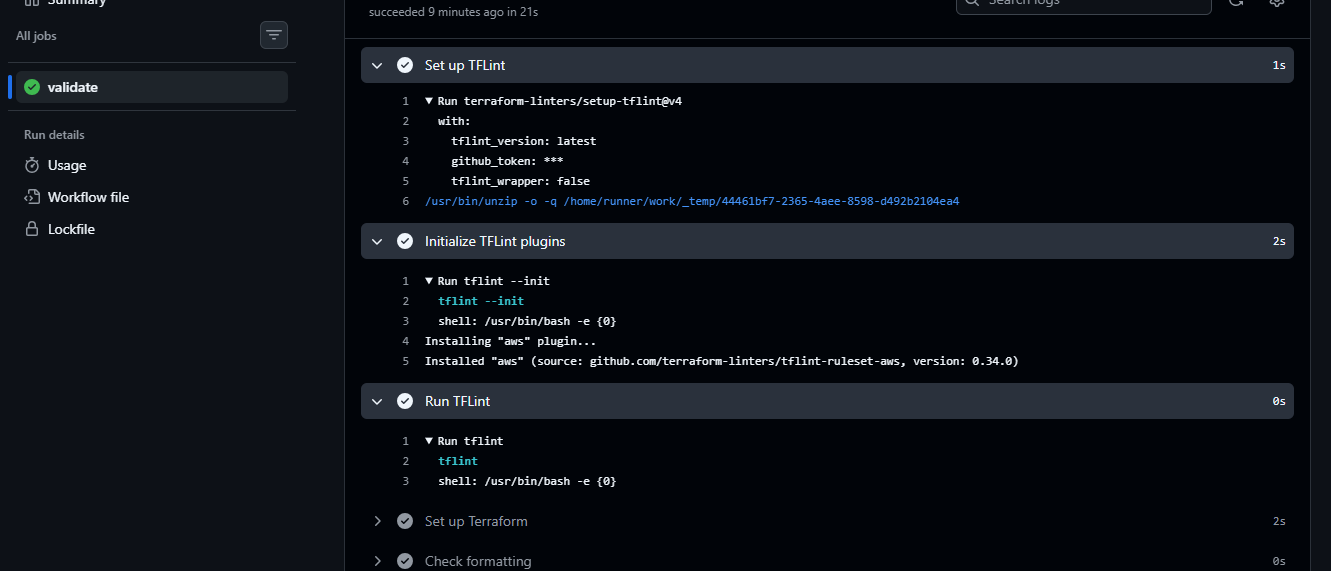 Summary
succeeded 9 minutes ago in 21s
Search logs
All jobs
validate
Run details
Usage
Workflow file
Lockfile
Set up TFLint 1s
1 ▼ Run terraform-linters/setup-tflint@v4
2 with:
3 tflint_version: latest
4 github_token: ***
5 tflint_wrapper: false
6 /usr/bin/unzip -o -q /home/runner/work/_temp/44461bf7-2365-4aee-8598-d492b2104ea4
Initialize TFLint plugins 2s
1 ▼ Run tflint --init
2 tflint --init
3 shell: /usr/bin/bash -e {0}
4 Installing "aws" plugin...
5 Installed "aws" (source: github.com/terraform-linters/tflint-ruleset-aws, version: 0.34.0)
Run TFLint 0s
1 ▼ Run tflint
2 tflint
3 shell: /usr/bin/bash -e {0}
Set up Terraform 2s
Check formatting 0s